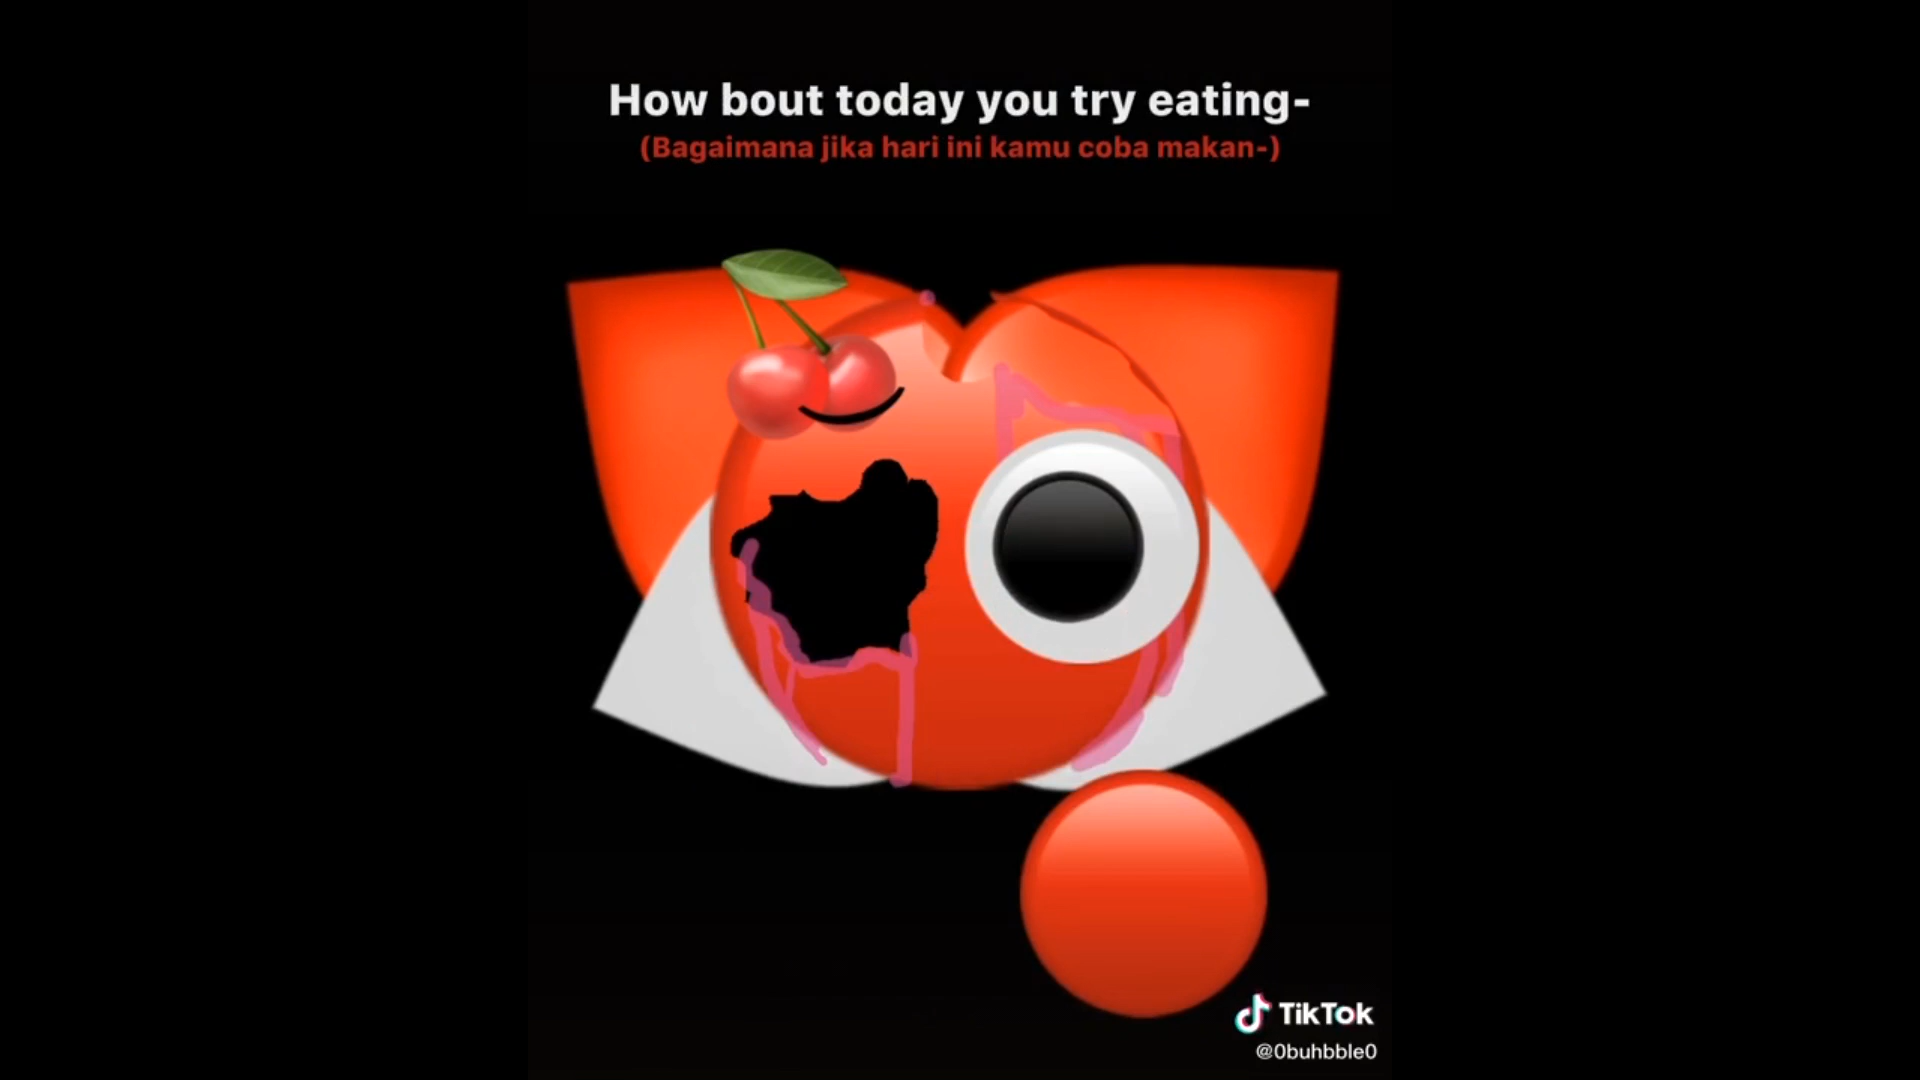 How bout today you try eating-
(Bagaimana jika hari ini kamu coba makan-)
TikTok
@0buhbble0